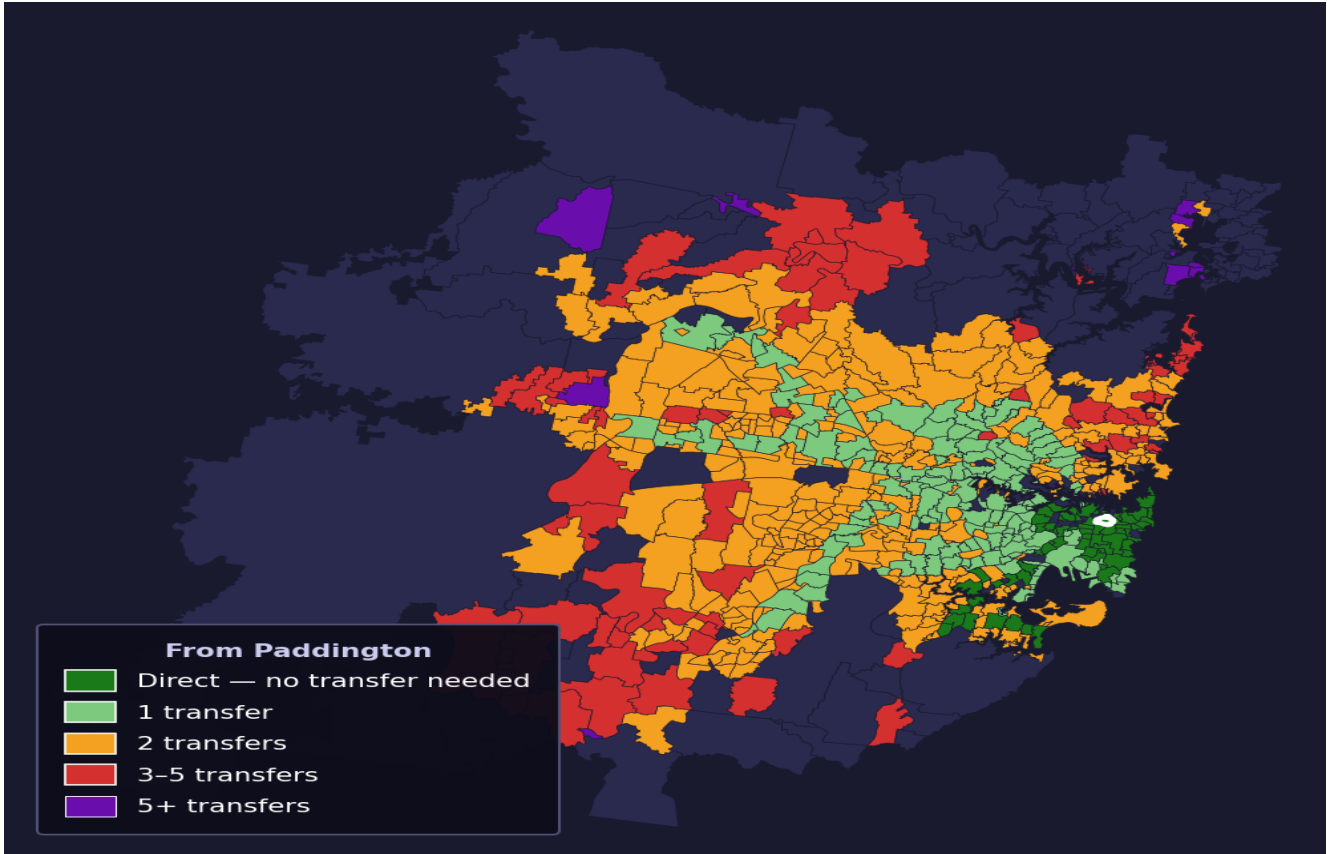 From Paddington
Direct — no transfer needed
1 transfer
2 transfers
3–5 transfers
5+ transfers